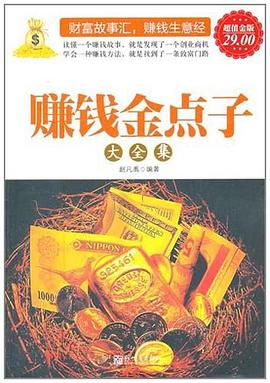 财富故事汇，赚钱生意经
读懂一个赚钱故事，就是发现了一个创业商机
学会一种赚钱方法，就是找到了一条致富门路
超值金版
29.00
赚钱金点子
大全集
赵凡禹◎编著
NIPPON G
1000